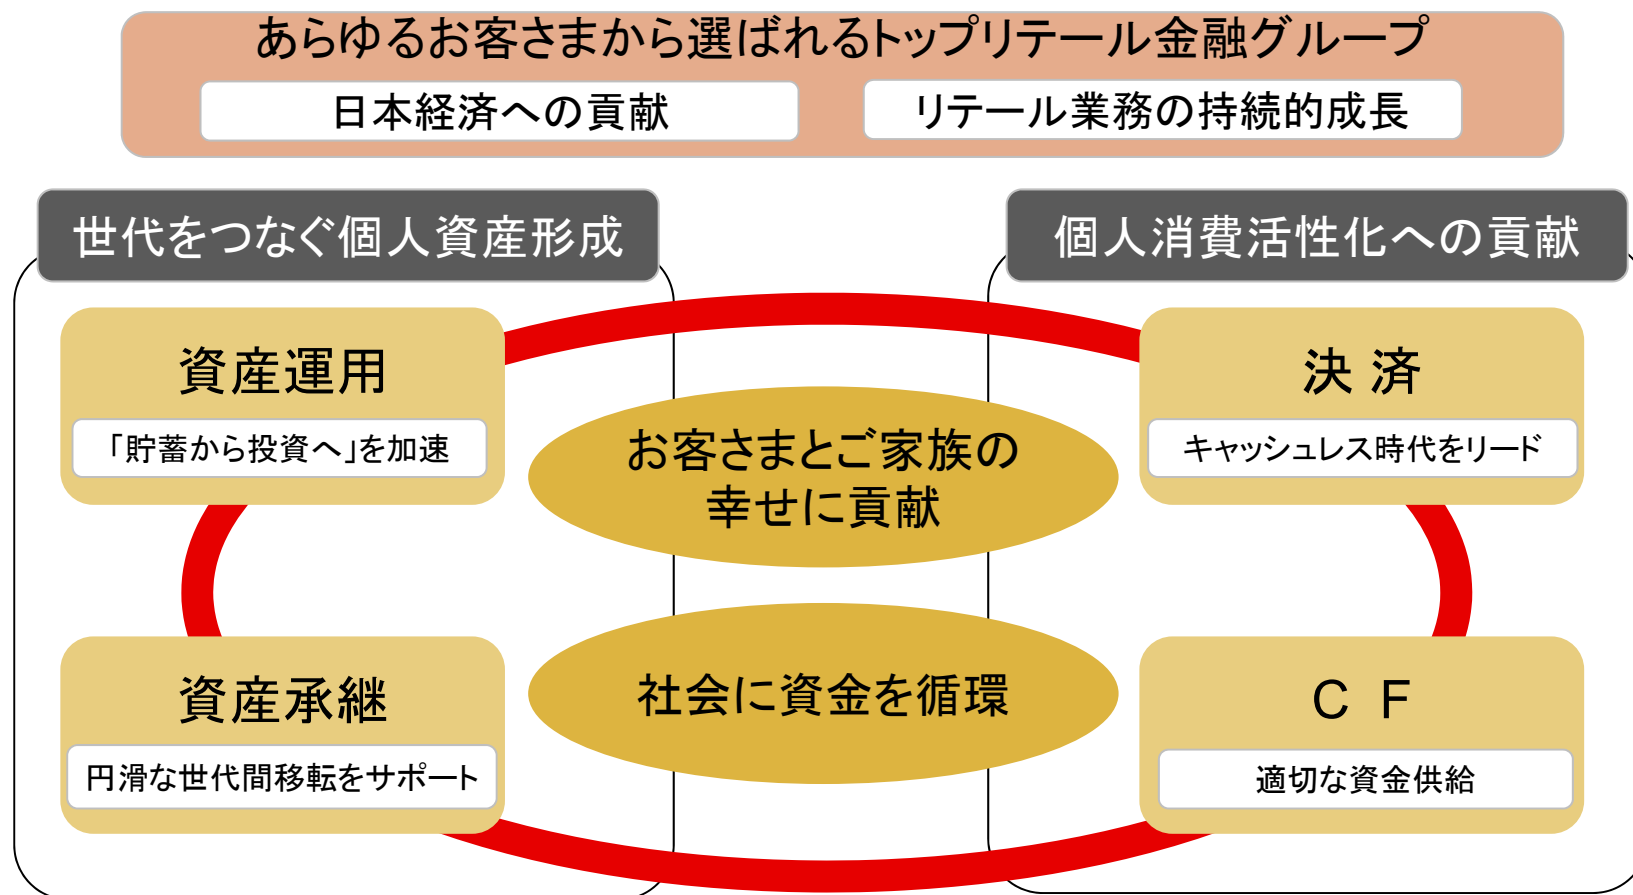 あらゆるお客さまから選ばれるトップリテール金融グループ
日本経済への貢献
リテール業務の持続的成長
世代をつなぐ個人資産形成
個人消費活性化への貢献
資産運用
「貯蓄から投資へ」を加速
決 済
キャッシュレス時代をリード
お客さまとご家族の
幸せに貢献
社会に資金を循環
資産承継
円滑な世代間移転をサポート
C F
適切な資金供給